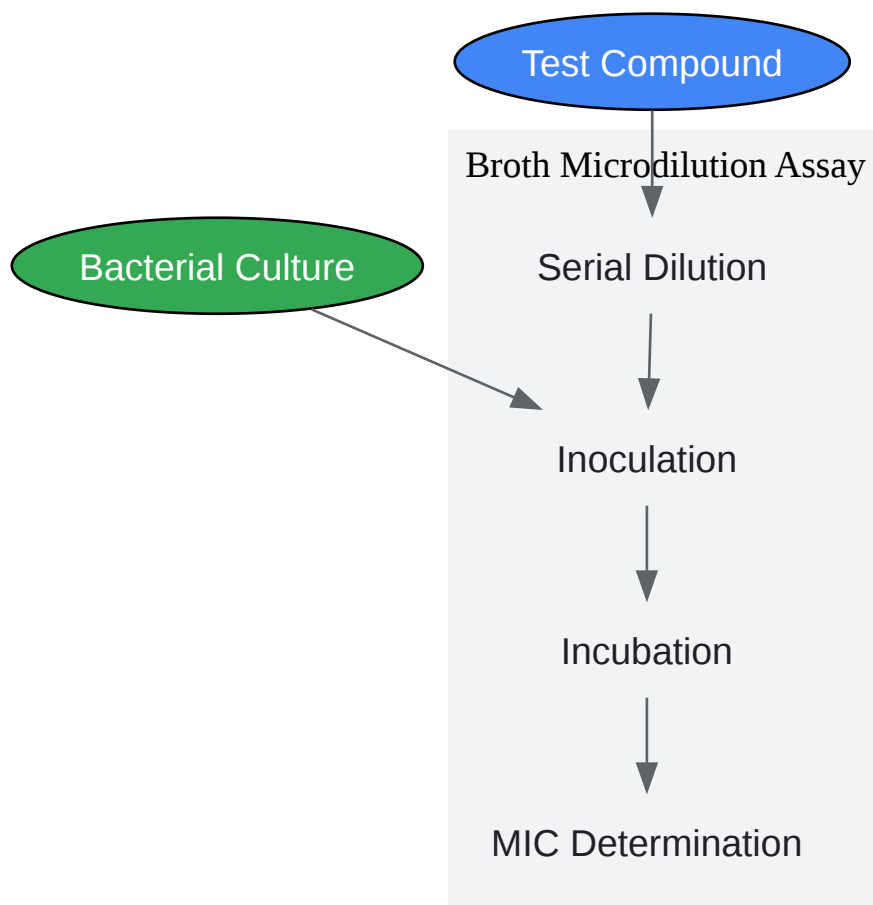 Test Compound
Broth Microdilution Assay
Bacterial Culture
Serial Dilution
Inoculation
Incubation
MIC Determination